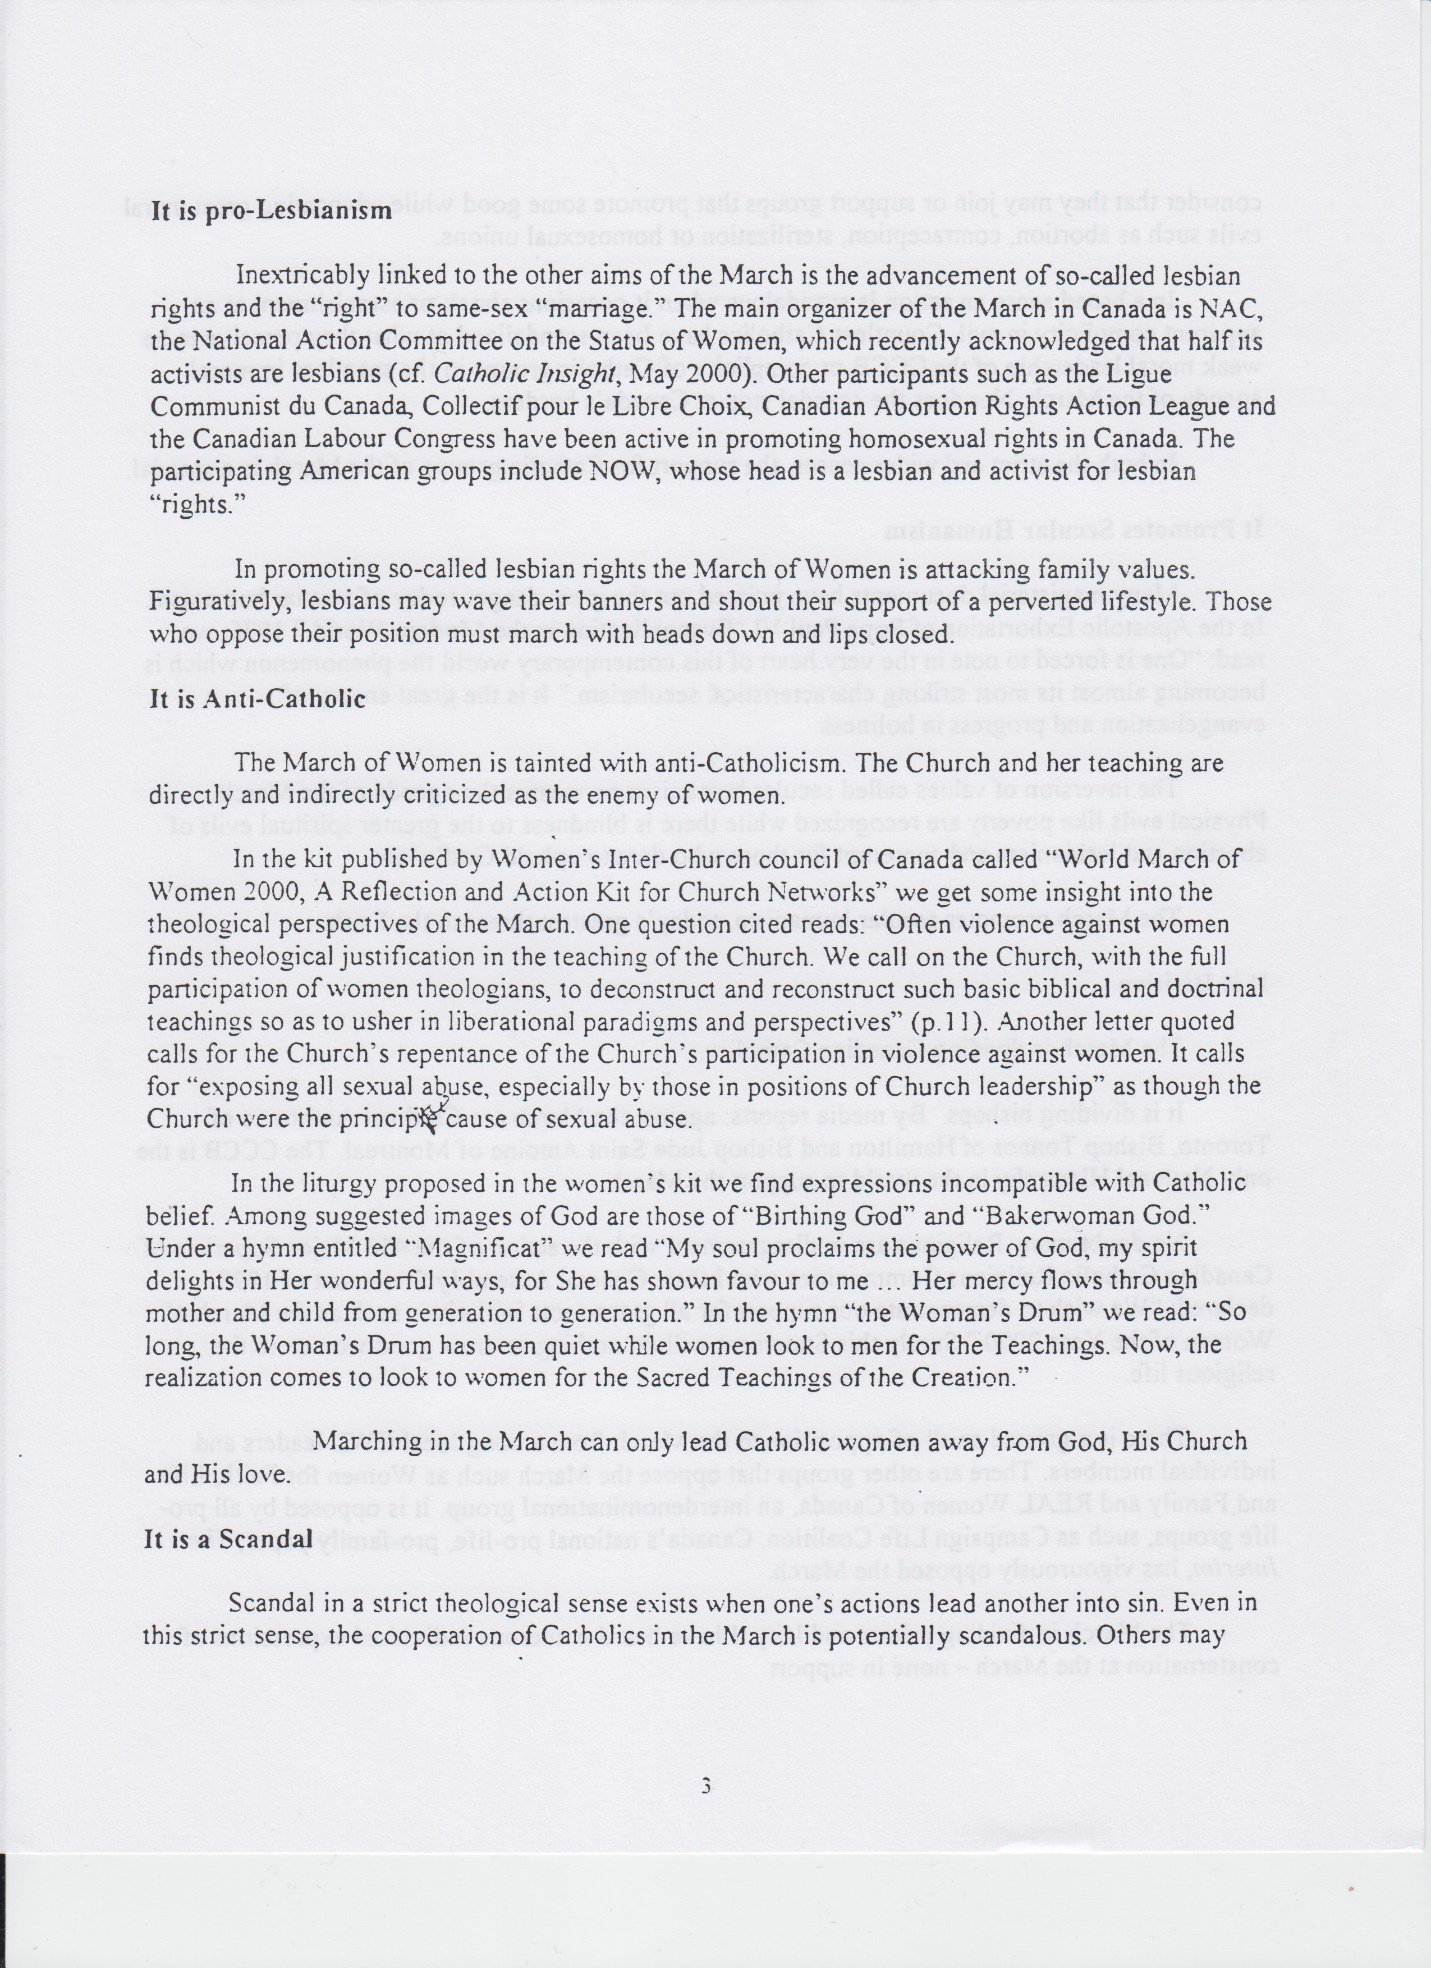 It is pro-Lesbianism
Inextricably linked to the other aims of the March is the advancement of so-called lesbian
rights and the “right” to same-sex “marriage.” The main organizer of the March in Canada is NAC,
the National Action Committee on the Status of Women, which recently acknowledged that half its
activists are lesbians (cf. Catholic Insight, May 2000). Other participants such as the Ligue
Communist du Canada, Collectif pour le Libre Choix, Canadian Abortion Rights Action League and
the Canadian Labour Congress have been active in promoting homosexual rights in Canada. The
participating American groups include NOW, whose head is a lesbian and activist for lesbian
“rights.”
In promoting so-called lesbian rights the March of Women is attacking family values.
Figuratively, lesbians may wave their banners and shout their support of a perverted lifestyle. Those
who oppose their position must march with heads down and lips closed.
It is Anti-Catholic
The March of Women is tainted with anti-Catholicism. The Church and her teaching are
directly and indirectly criticized as the enemy of women.
In the kit published by Women’s Inter-Church council of Canada called “World March of
Women 2000, A Reflection and Action Kit for Church Networks” we get some insight into the
theological perspectives of the March. One question cited reads: “Often violence against women
finds theological justification in the teaching of the Church. We call on the Church, with the full
participation of women theologians, to deconstruct and reconstruct such basic biblical and doctrinal
teachings so as to usher in liberational paradigms and perspectives” (p.11). Another letter quoted
calls for the Church’s repentance of the Church’s participation in violence against women. It calls
for “exposing all sexual abuse, especially by those in positions of Church leadership” as though the
Church were the cause of sexual abuse.
In the liturgy proposed in the women’s kit we find expressions incompatible with Catholic
belief. Among suggested images of God are those of “Birthing God” and “Bakerwoman God.”
Under a hymn entitled “Magnificat” we read “My soul proclaims the power of God, my spirit
delights in Her wonderful ways, for She has shown favour to me ... Her mercy flows through
mother and child from generation to generation.” In the hymn “the Woman’s Drum” we read: “So
long, the Woman’s Drum has been quiet while women look to men for the Teachings. Now, the
realization comes to look to women for the Sacred Teachings of the Creation.”
Marching in the March can only lead Catholic women away from God, His Church
and His love.
It is a Scandal
Scandal in a strict theological sense exists when one’s actions lead another into sin. Even in
this strict sense, the cooperation of Catholics in the March is potentially scandalous. Others may
3